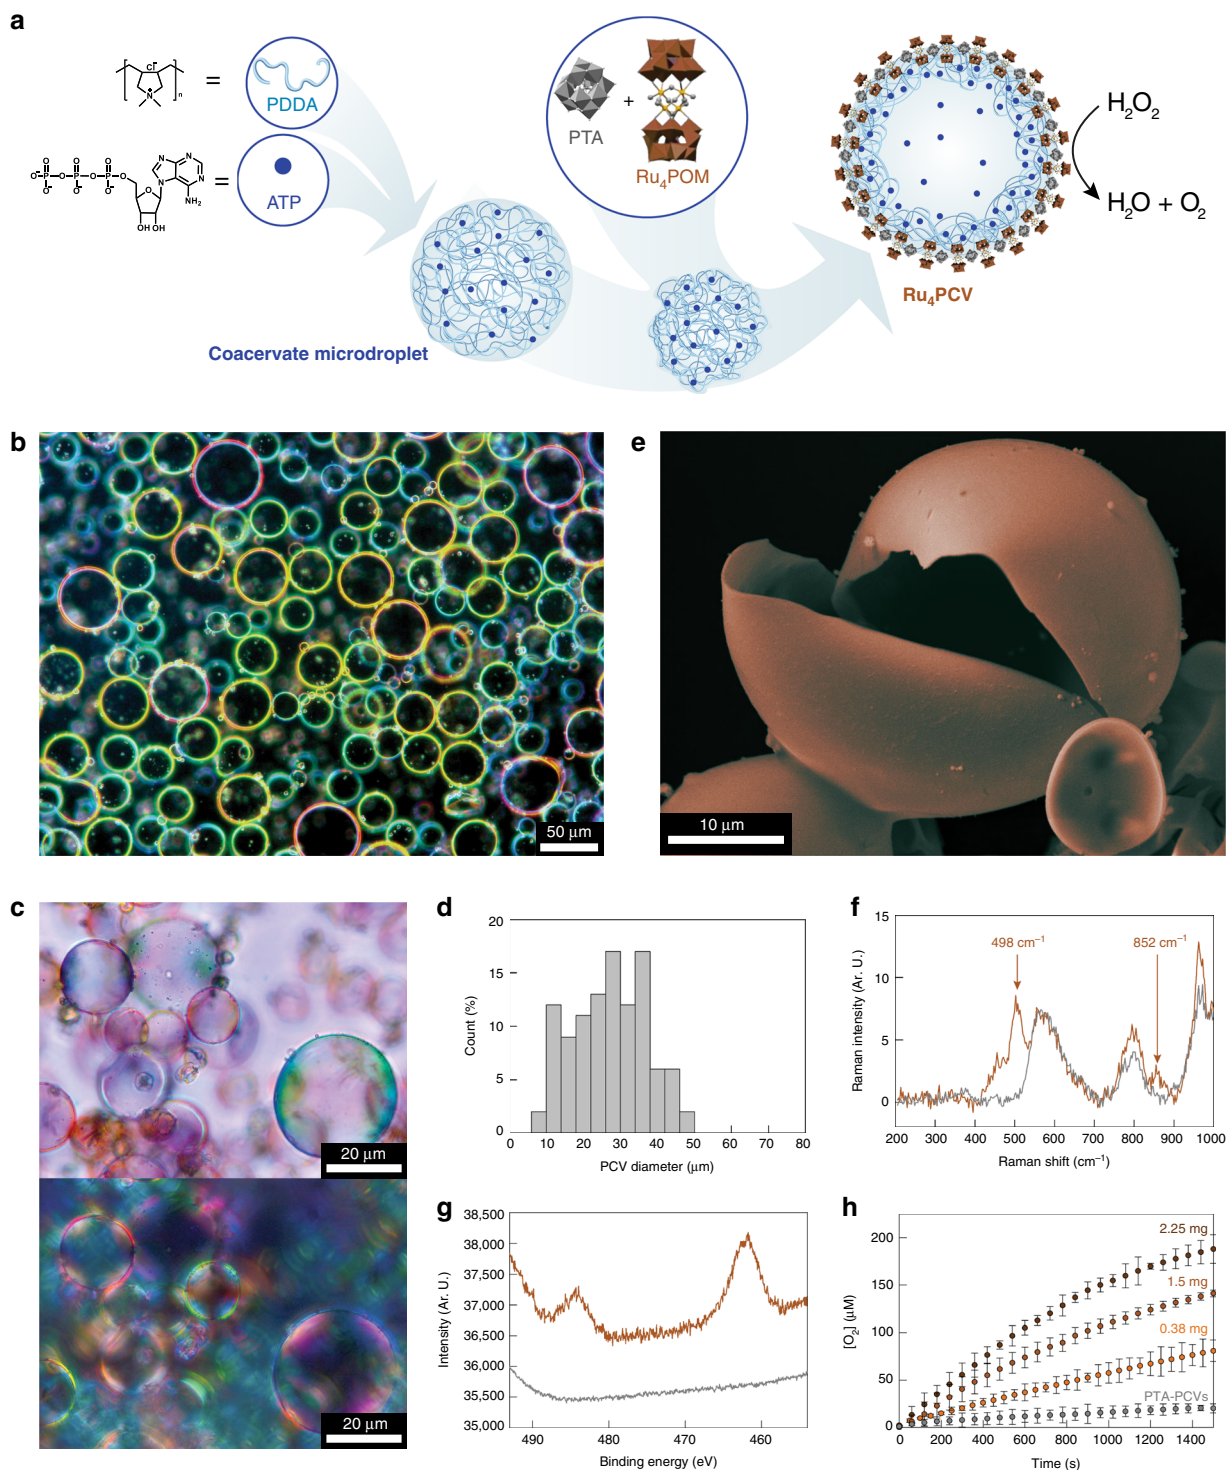 a
Cl⁻
N⁺
n
=
PDDA
=
ATP
O O O
O⁻ P O P O P O
O⁻ O⁻ O⁻
N N
N N
NH₂
O
OH OH
PTA
+
Ru₄POM
H₂O₂
H₂O + O₂
Ru₄PCV
Coacervate microdroplet
b
50 μm
e
10 μm
c
20 μm
20 μm
d
20
15
10
5
0
Count (%)
0 10 20 30 40 50 60 70 80
PCV diameter (μm)
f
15
10
5
0
Raman intensity (Ar. U.)
498 cm⁻¹
852 cm⁻¹
200 300 400 500 600 700 800 900 1000
Raman shift (cm⁻¹)
g
38,500
38,000
37,500
37,000
36,500
36,000
35,500
35,000
Intensity (Ar. U.)
490 480 470 460
Binding energy (eV)
h
200
150
100
50
0
[O₂] (μM)
2.25 mg
1.5 mg
0.38 mg
PTA-PCVs
0 200 400 600 800 1000 1200 1400
Time (s)